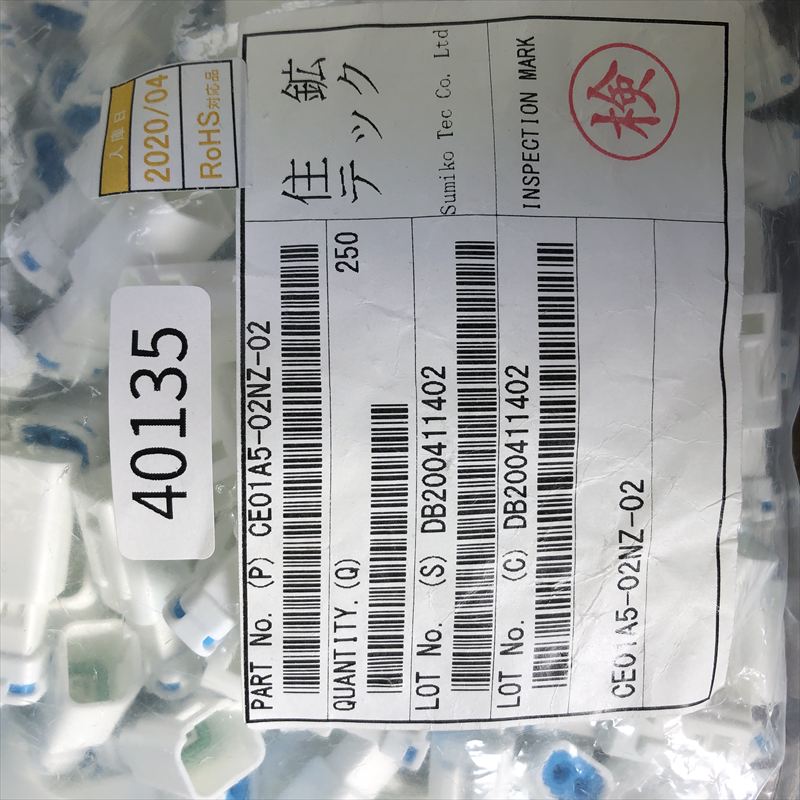 入庫日
2020/04
RoHS対応品
40135
住鉱
テック
Sumiko Tec Co. Ltd
INSPECTION MARK
検
PART No. (P) CE01A5-02NZ-02
QUANTITY. (Q) 250
LOT No. (S) DB200411402
LOT No. (C) DB200411402
CE01A5-02NZ-02